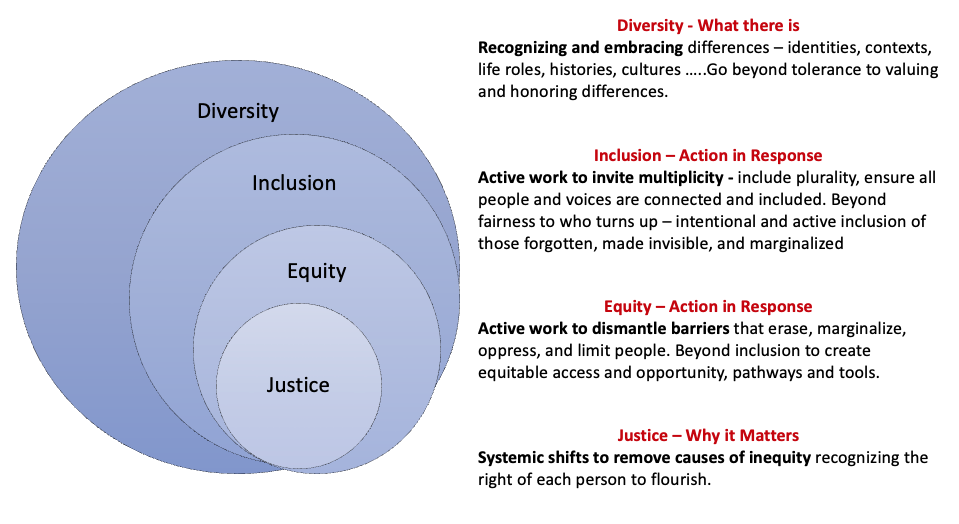 Diversity
Inclusion
Equity
Justice
Diversity - What there is
Recognizing and embracing differences – identities, contexts,
life roles, histories, cultures …..Go beyond tolerance to valuing
and honoring differences.
Inclusion – Action in Response
Active work to invite multiplicity - include plurality, ensure all
people and voices are connected and included. Beyond
fairness to who turns up – intentional and active inclusion of
those forgotten, made invisible, and marginalized
Equity – Action in Response
Active work to dismantle barriers that erase, marginalize,
oppress, and limit people. Beyond inclusion to create
equitable access and opportunity, pathways and tools.
Justice – Why it Matters
Systemic shifts to remove causes of inequity recognizing the
right of each person to flourish.